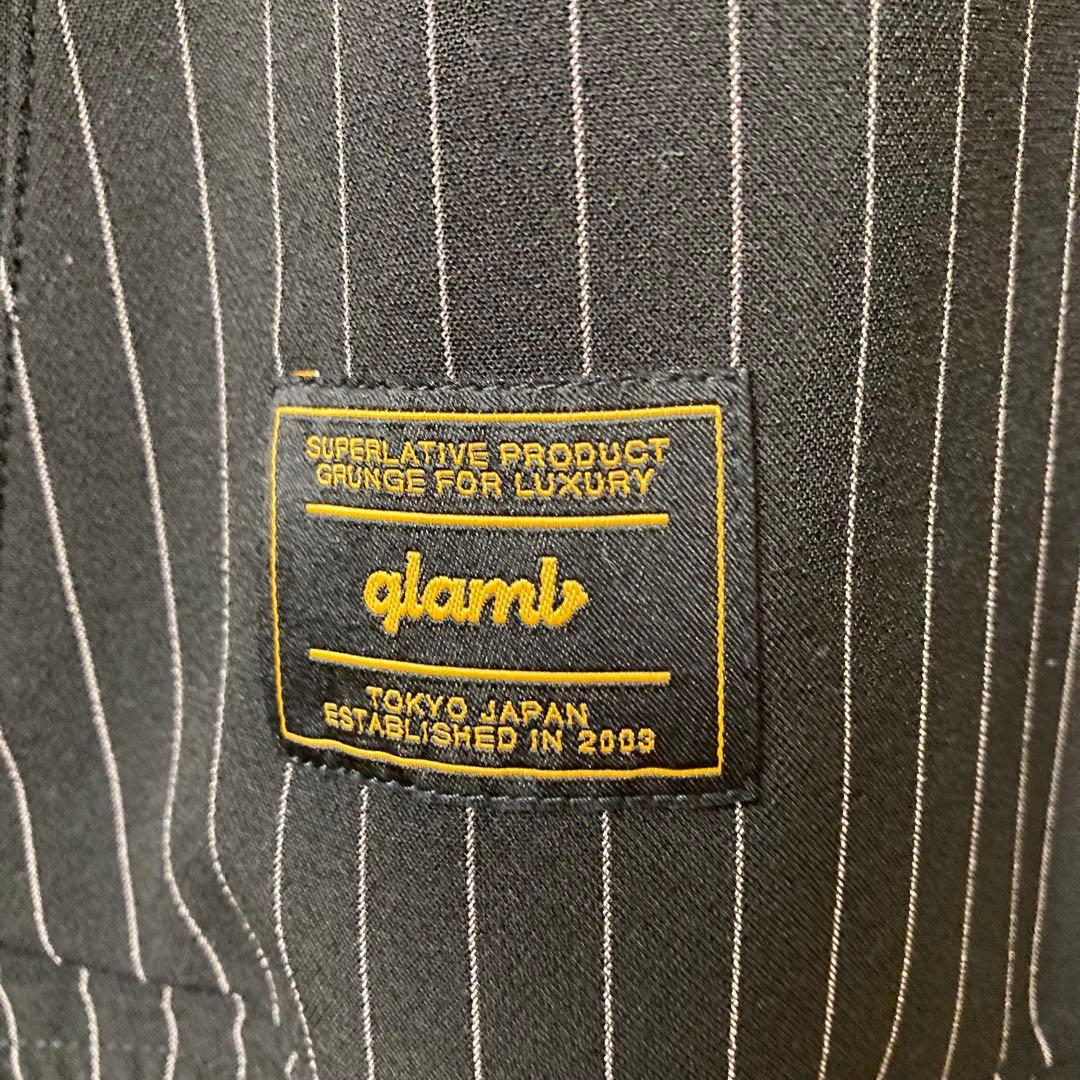 SUPERLATIVE PRODUCT
GRUNGE FOR LUXURY
glamb
TOKYO JAPAN
ESTABLISHED IN 2003